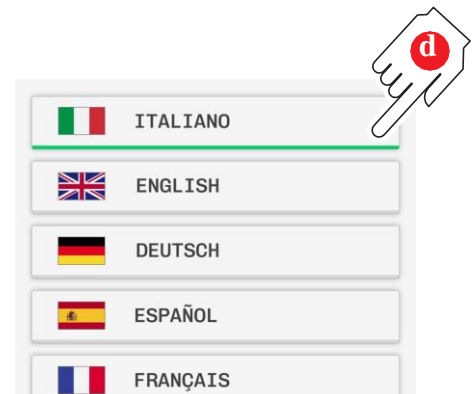 d
ITALIANO
ENGLISH
DEUTSCH
ESPAÑOL
FRANÇAIS